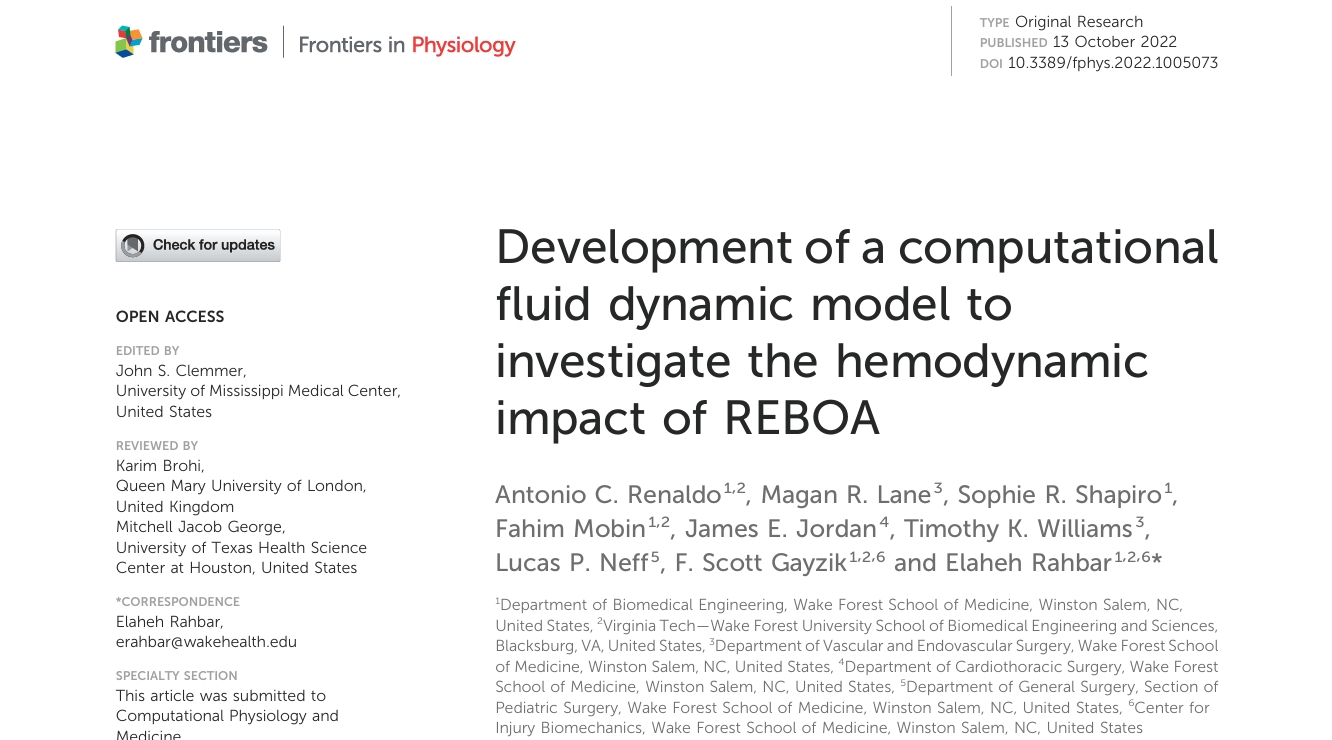 frontiers | Frontiers in Physiology
TYPE Original Research
PUBLISHED 13 October 2022
DOI 10.3389/fphys.2022.1005073
Check for updates
OPEN ACCESS
EDITED BY
John S. Clemmer,
University of Mississippi Medical Center,
United States
REVIEWED BY
Karim Brohi,
Queen Mary University of London,
United Kingdom
Mitchell Jacob George,
University of Texas Health Science
Center at Houston, United States
*CORRESPONDENCE
Elaheh Rahbar,
erahbar@wakehealth.edu
SPECIALTY SECTION
This article was submitted to
Computational Physiology and
Medicine
Development of a computational
fluid dynamic model to
investigate the hemodynamic
impact of REBOA
Antonio C. Renaldo1,2, Magan R. Lane3, Sophie R. Shapiro1,
Fahim Mobin1,2, James E. Jordan4, Timothy K. Williams3,
Lucas P. Neff5, F. Scott Gayzik1,2,6 and Elaheh Rahbar1,2,6*
1Department of Biomedical Engineering, Wake Forest School of Medicine, Winston Salem, NC,
United States, 2Virginia Tech—Wake Forest University School of Biomedical Engineering and Sciences,
Blacksburg, VA, United States, 3Department of Vascular and Endovascular Surgery, Wake Forest School
of Medicine, Winston Salem, NC, United States, 4Department of Cardiothoracic Surgery, Wake Forest
School of Medicine, Winston Salem, NC, United States, 5Department of General Surgery, Section of
Pediatric Surgery, Wake Forest School of Medicine, Winston Salem, NC, United States, 6Center for
Injury Biomechanics, Wake Forest School of Medicine, Winston Salem, NC, United States